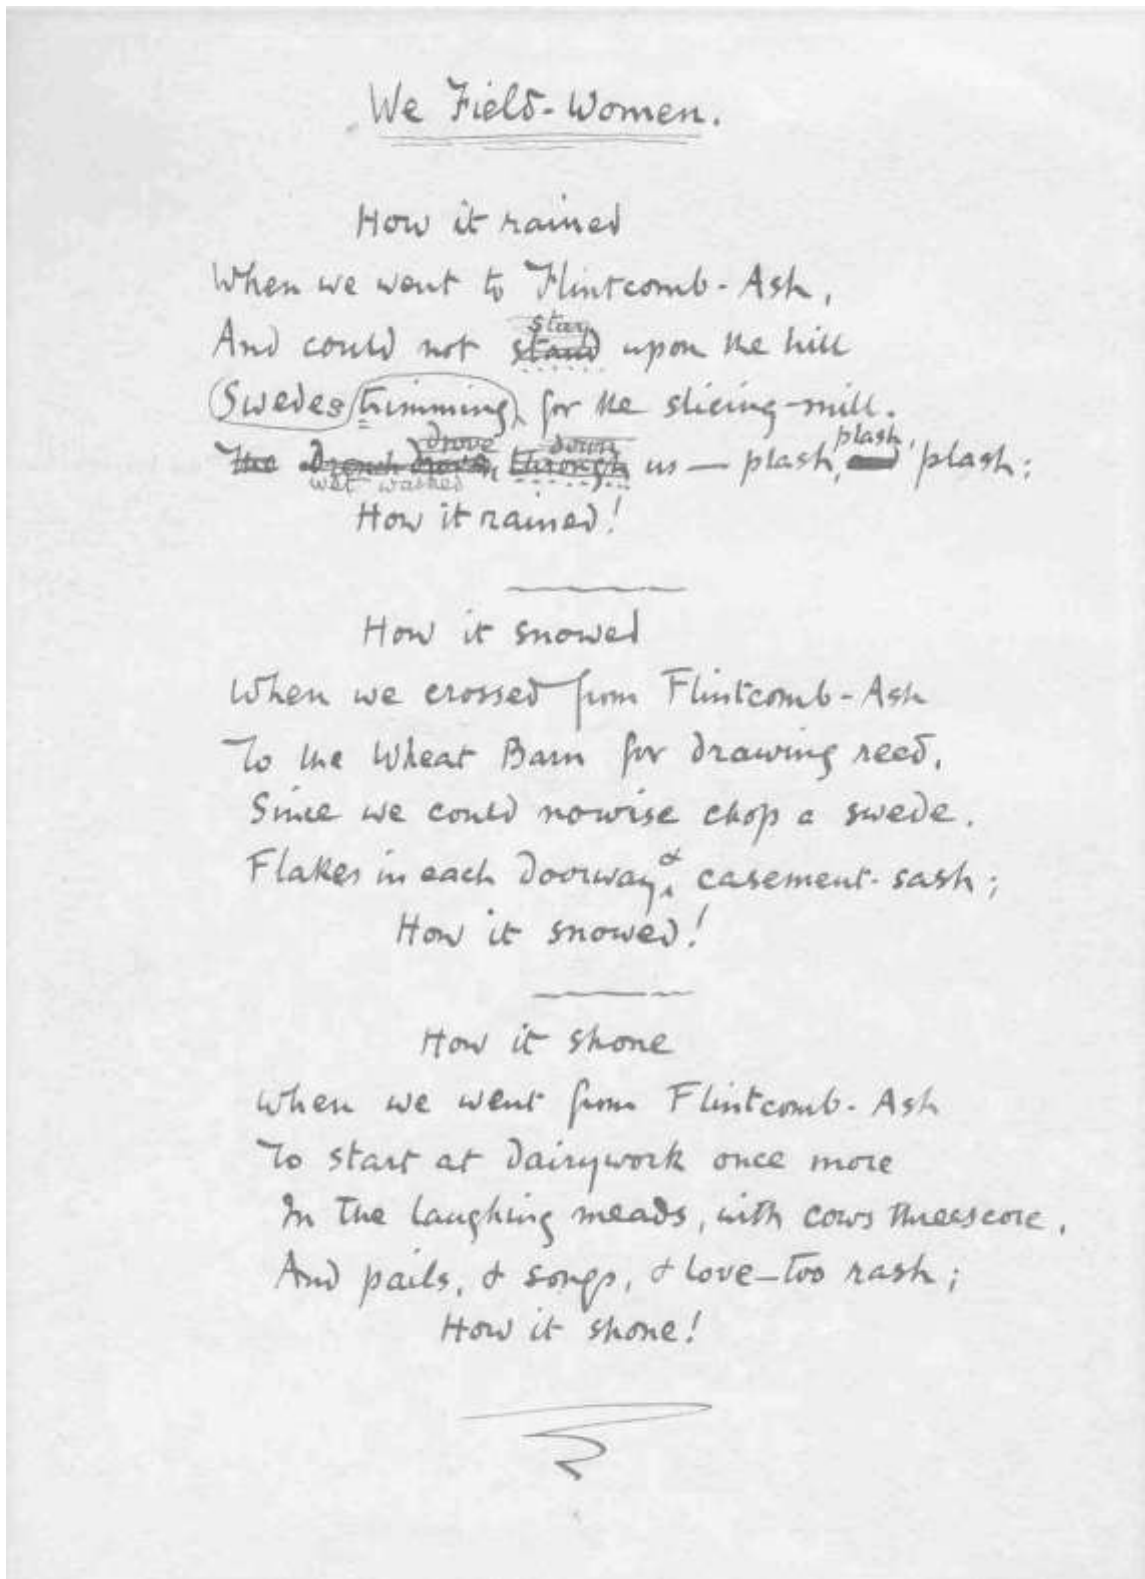 We Field-Women.
How it rained
When we went to Flintcomb-Ash,
stay
And could not stand upon the hill
Swedes trimming for the slicing-mill.
drove down plash,
The drench drove through us — plash, plash:
wet washed
How it rained!
How it snowed
When we crossed from Flintcomb-Ash
To the Wheat Barn for drawing reed,
Since we could nowise chop a swede.
&
Flakes in each doorway, casement-sash;
How it snowed!
How it shone
When we went from Flintcomb-Ash
To start at dairywork once more
In the laughing meads, with cows threescore,
And pails, & songs, & love—too rash;
How it shone!